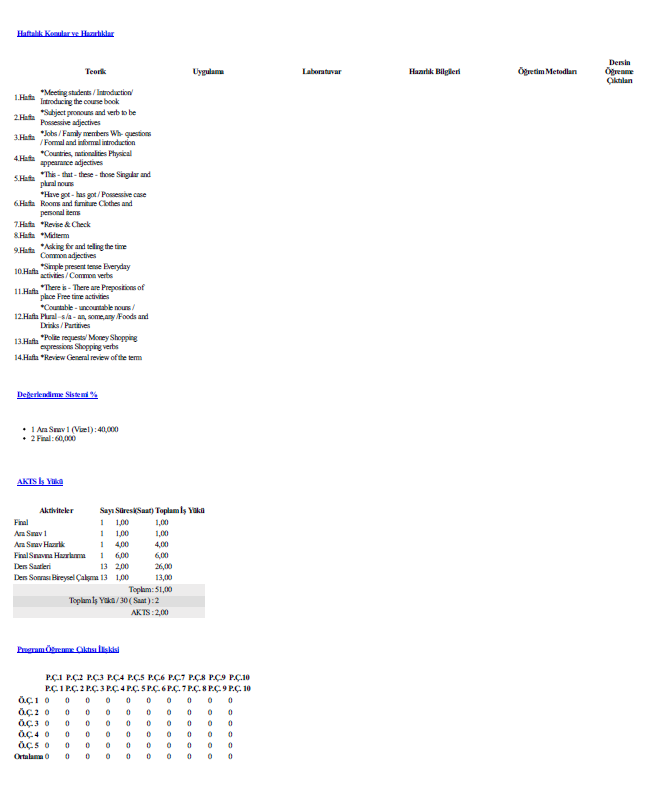 Haftalık Konular ve Hazırlıklar
Teorik Uygulama Laboratuvar Hazırlık Bilgileri Öğretim Metodları Dersin Öğrenme Çıktıları
1.Hafta *Meeting students / Introduction/
Introducing the course book
2.Hafta *Subject pronouns and verb to be
Possessive adjectives
3.Hafta *Jobs / Family members Wh- questions
/ Formal and informal introduction
4.Hafta *Countries, nationalities Physical
appearance adjectives
5.Hafta *This - that - these - those Singular and
plural nouns
*Have got - has got / Possessive case
6.Hafta Rooms and furniture Clothes and
personal items
7.Hafta *Revise & Check
8.Hafta *Midterm
9.Hafta *Asking for and telling the time
Common adjectives
10.Hafta *Simple present tense Everyday
activities / Common verbs
11.Hafta *There is - There are Prepositions of
place Free time activities
*Countable - uncountable nouns /
12.Hafta Plural –s /a - an, some,any /Foods and
Drinks / Partitives
13.Hafta *Polite requests/ Money Shopping
expressions Shopping verbs
14.Hafta *Review General review of the term
Değerlendirme Sistemi %
• 1 Ara Sınav 1 (Vize1) : 40,000
• 2 Final : 60,000
AKTS İş Yükü
Aktiviteler Sayı Süresi(Saat) Toplam İş Yükü
Final 1 1,00 1,00
Ara Sınav 1 1 1,00 1,00
Ara Sınav Hazırlık 1 4,00 4,00
Final Sınavına Hazırlanma 1 6,00 6,00
Ders Saatleri 13 2,00 26,00
Ders Sonrası Bireysel Çalışma 13 1,00 13,00
Toplam : 51,00
Toplam İş Yükü / 30 ( Saat ) : 2
AKTS : 2,00
Program Öğrenme Çıktısı İlişkisi
P.Ç.1 P.Ç.2 P.Ç.3 P.Ç.4 P.Ç.5 P.Ç.6 P.Ç.7 P.Ç.8 P.Ç.9 P.Ç.10
P.Ç. 1 P.Ç. 2 P.Ç. 3 P.Ç. 4 P.Ç. 5 P.Ç. 6 P.Ç. 7 P.Ç. 8 P.Ç. 9 P.Ç. 10
Ö.Ç. 1 0 0 0 0 0 0 0 0 0 0
Ö.Ç. 2 0 0 0 0 0 0 0 0 0 0
Ö.Ç. 3 0 0 0 0 0 0 0 0 0 0
Ö.Ç. 4 0 0 0 0 0 0 0 0 0 0
Ö.Ç. 5 0 0 0 0 0 0 0 0 0 0
Ortalama 0 0 0 0 0 0 0 0 0 0